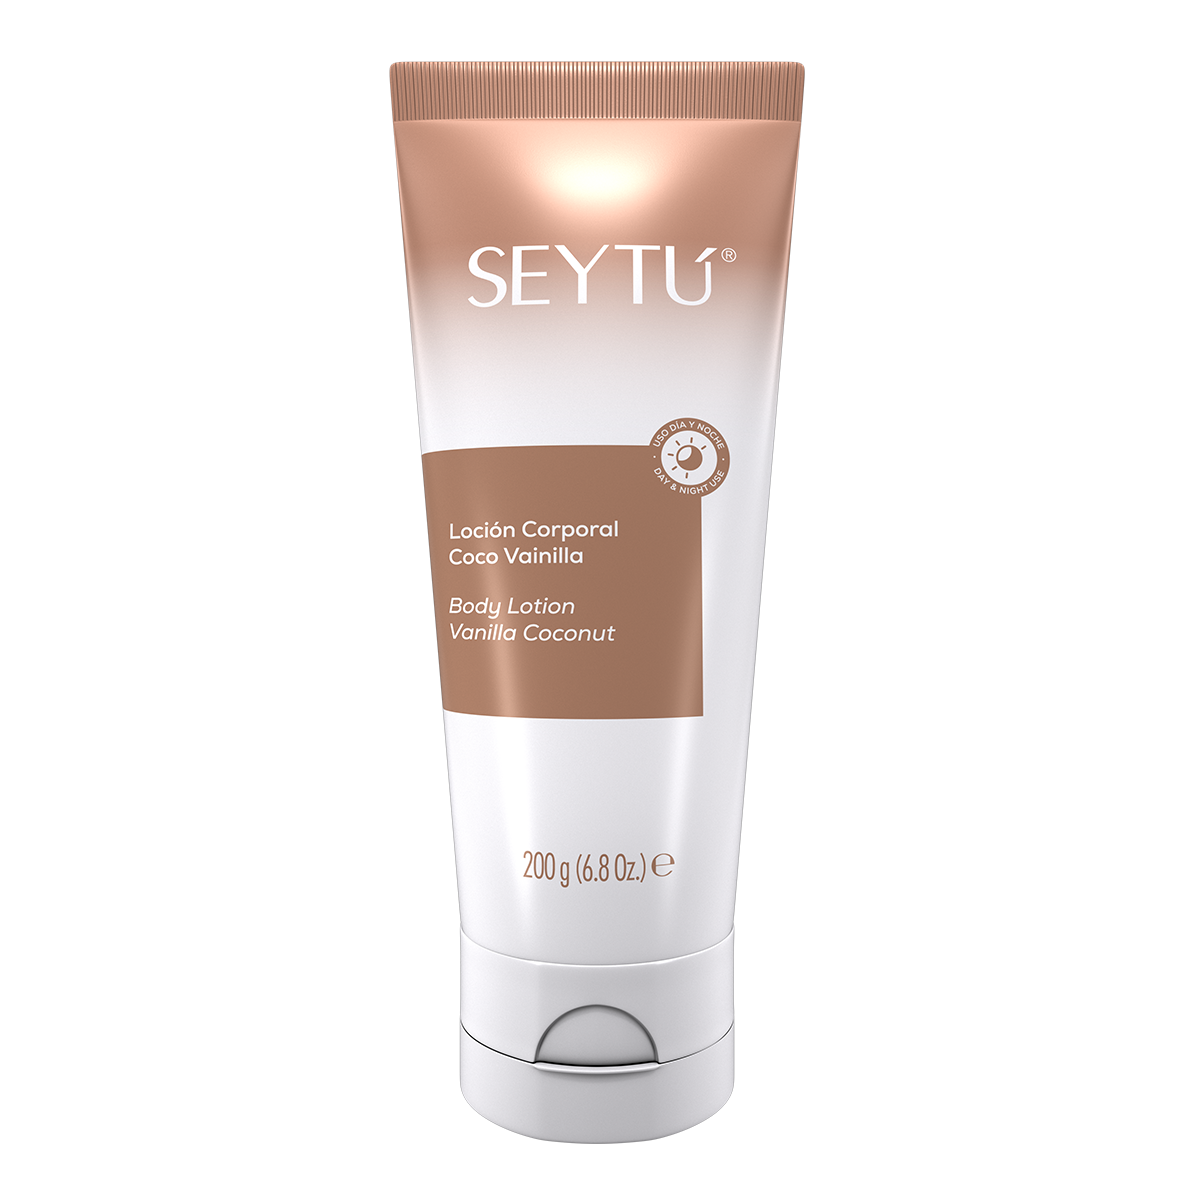 SEYTÚ®
USO DÍA Y NOCHE
DAY & NIGHT USE
Loción Corporal
Coco Vainilla
Body Lotion
Vanilla Coconut
200 g (6.8 Oz.) ℮